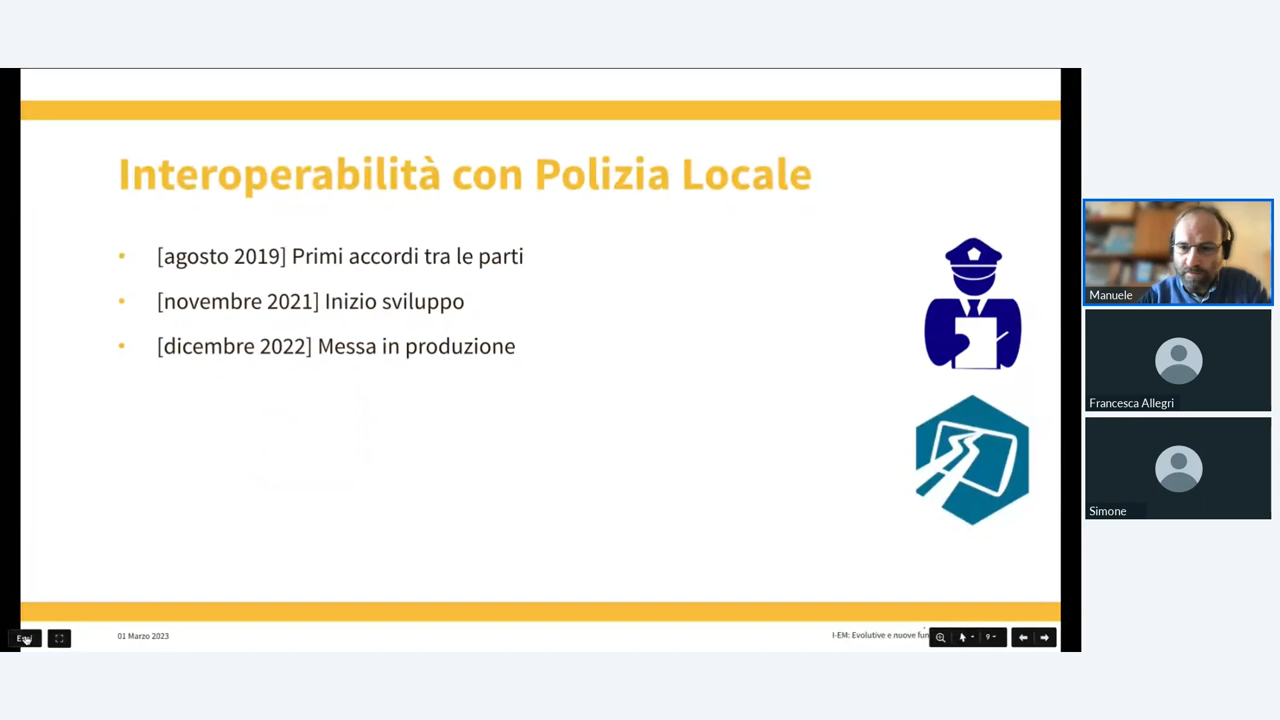 Interoperabilità con Polizia Locale
• [agosto 2019] Primi accordi tra le parti
• [novembre 2021] Inizio sviluppo
• [dicembre 2022] Messa in produzione
Manuele
Francesca Allegri
Simone
01 Marzo 2023
I-EM: Evolutive e nuove fun
9